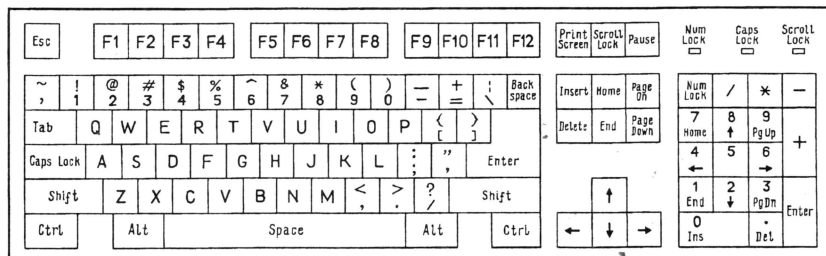 Esc F1 F2 F3 F4 F5 F6 F7 F8 F9 F10 F11 F12
Print Screen
Scroll Lock
Pause
Num Lock
Caps Lock
Scroll Lock
~ ! @ # $ % ^ & * ( ) — + ¦ Back
, 1 2 3 4 5 6 7 8 9 0 - = \ space
Insert Home Page
Num Lock / * -
Tab Q W E R T V U I O P { }
[ ]
Delete End Page Down
7 8 9
Home ↑ PgUp
+
Caps Lock A S D F G H J K L : " Enter
; ,
4 5 6
← →
Shift Z X C V B N M < > ? Shift
, . /
↑
1 2 3
End ↓ PgDn
Enter
Ctrl Alt Space Alt Ctrl
← ↓ →
0 .
Ins Del